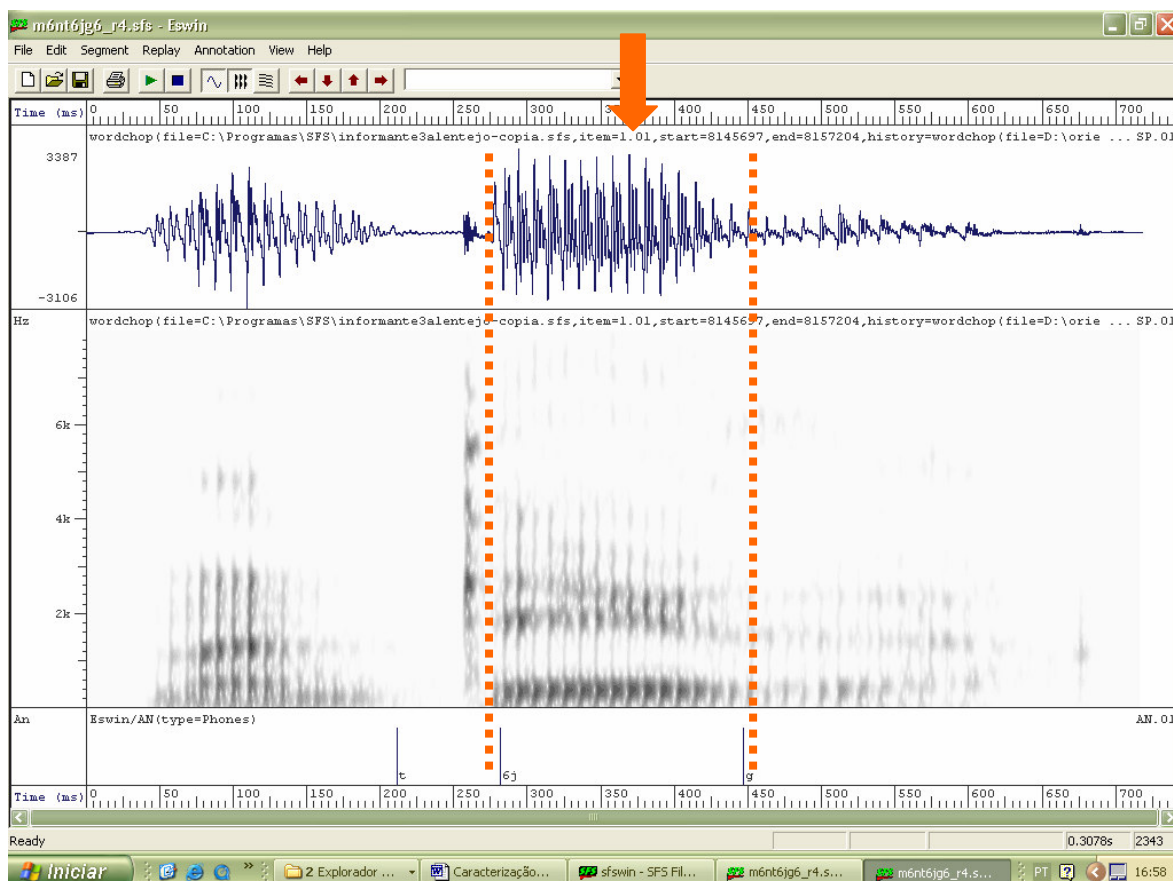 m6nt6jg6_r4.sfs - Eswin
File Edit Segment Replay Annotation View Help
Time (ms) 0 50 100 150 200 250 300 400 450 500 550 600 650 700
wordchop(file=C:\Programas\SFS\informante3alentejo-copia.sfs,item=1.01,start=8145697,end=8157204,history=wordchop(file=D:\orie ... SP.01
3387
-3106
Hz wordchop(file=C:\Programas\SFS\informante3alentejo-copia.sfs,item=1.01,start=8145697,end=8157204,history=wordchop(file=D:\orie ... SP.01
6k
4k
2k
An Eswin/AN(type=Phones) AN.01
t 6j g
Time (ms) 0 50 100 150 200 250 300 350 400 450 500 550 600 650 700
Ready 0.3078s 2343
Iniciar » 2 Explorador ... Caracterização... sfswin - SFS Fil... m6nt6jg6_r4.s... m6nt6jg6_r4.s... PT 16:58